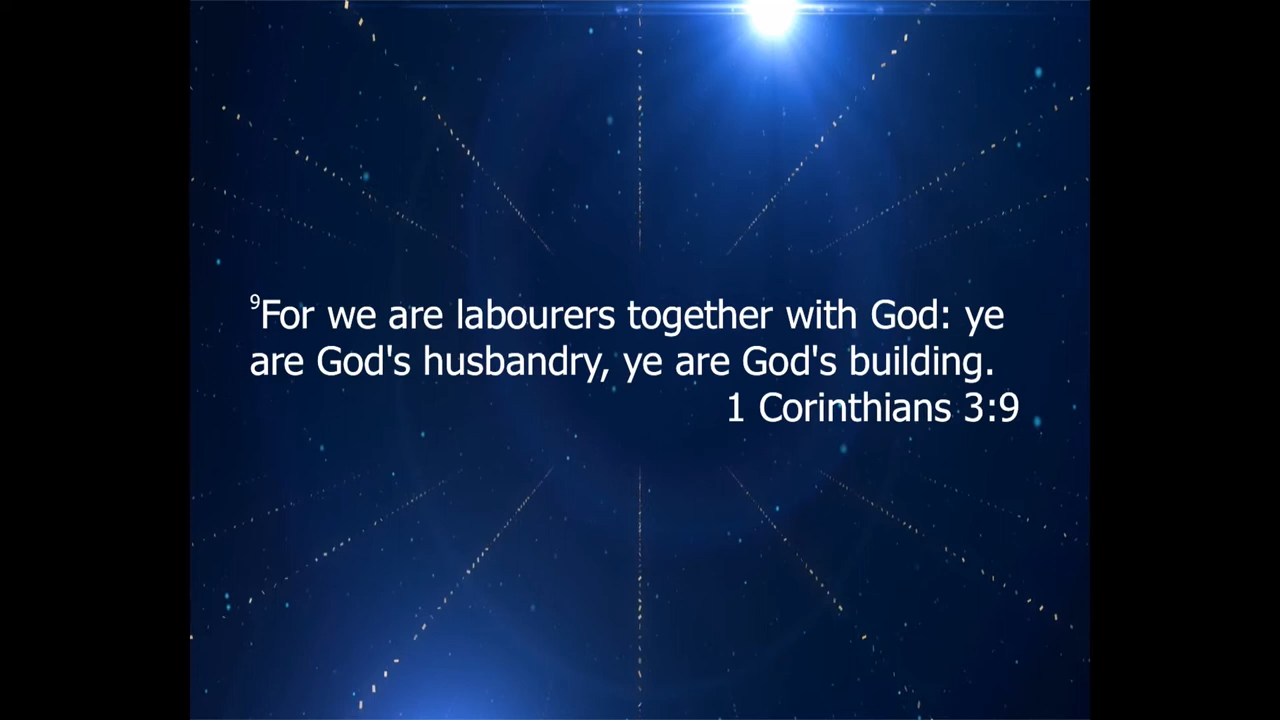 ⁹For we are labourers together with God: ye
are God's husbandry, ye are God's building.
1 Corinthians 3:9